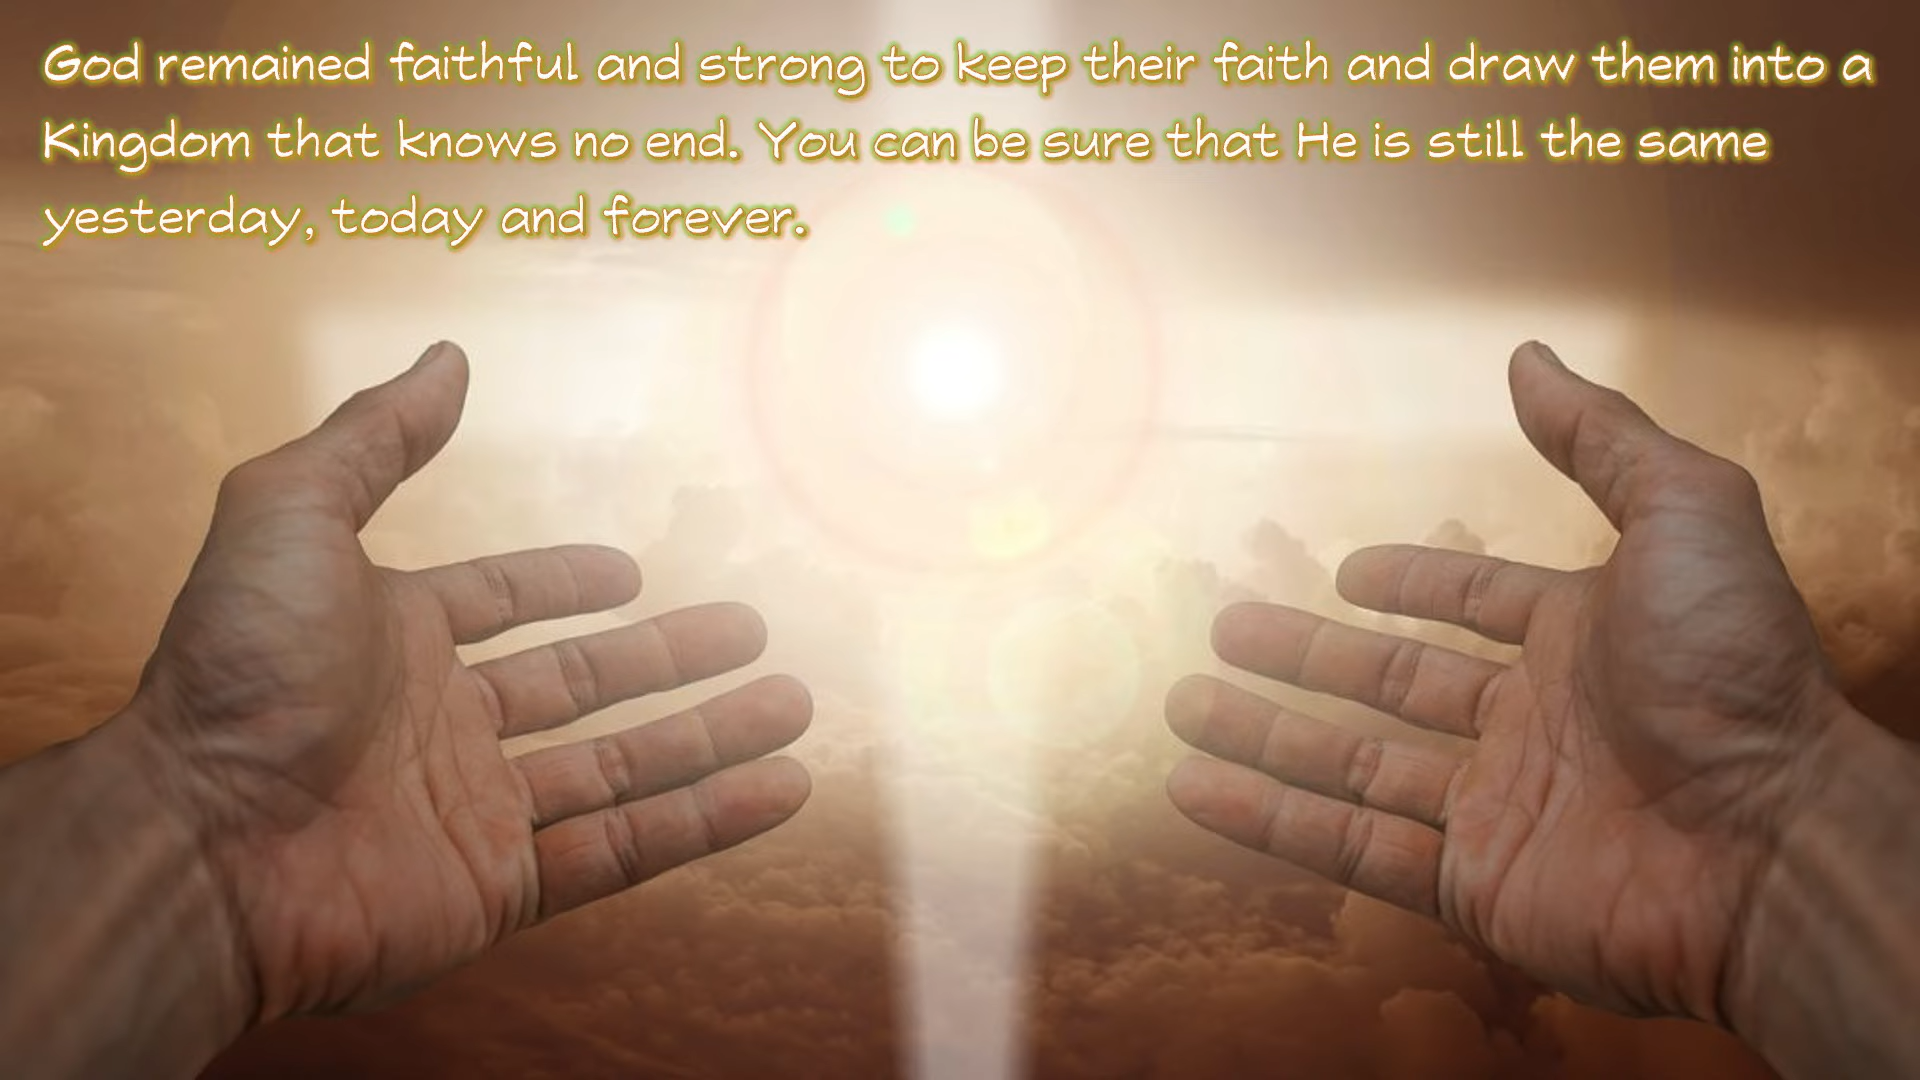 God remained faithful and strong to keep their faith and draw them into a
Kingdom that knows no end. You can be sure that He is still the same
yesterday, today and forever.